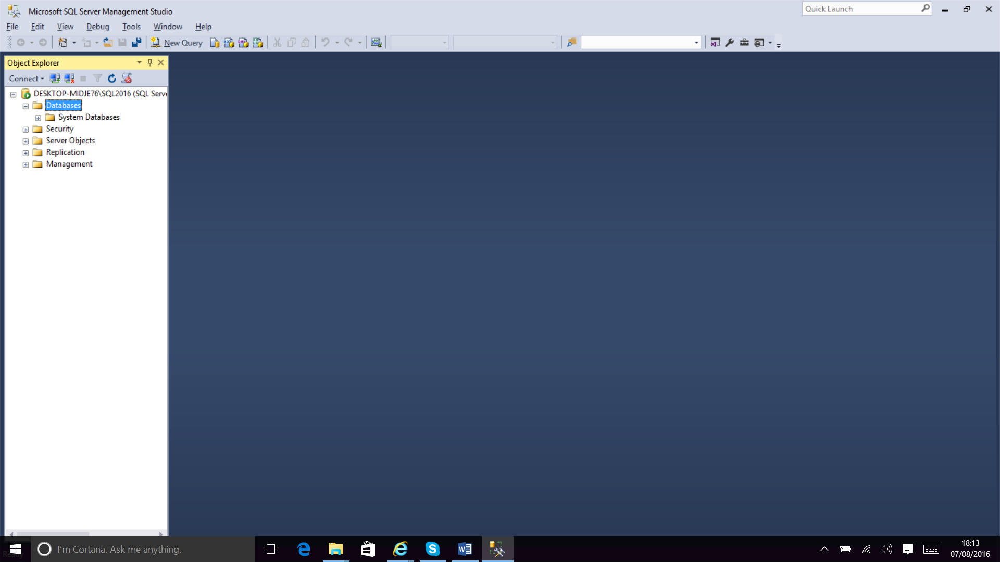 Microsoft SQL Server Management Studio
Quick Launch
File Edit View Debug Tools Window Help
New Query
Object Explorer
Connect
DESKTOP-MIDJE76\SQL2016 (SQL Serv
Databases
System Databases
Security
Server Objects
Replication
Management
Ready
I'm Cortana. Ask me anything.
18:13
07/08/2016